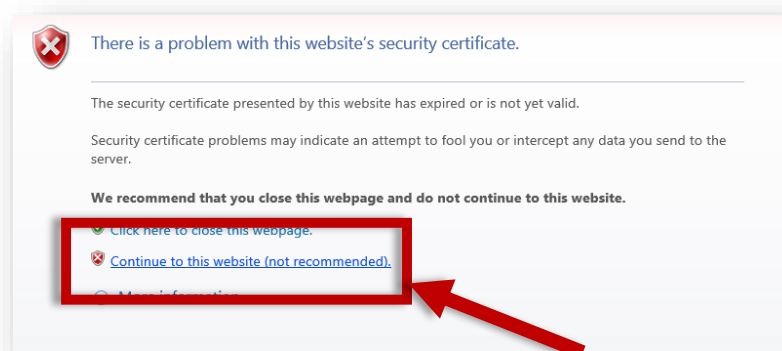 There is a problem with this website's security certificate.
The security certificate presented by this website has expired or is not yet valid.
Security certificate problems may indicate an attempt to fool you or intercept any data you send to the
server.
We recommend that you close this webpage and do not continue to this website.
Click here to close this webpage.
Continue to this website (not recommended).
More information